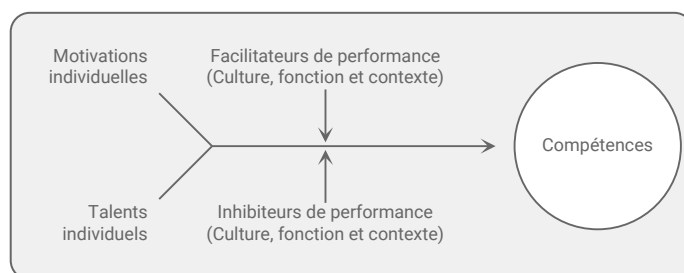 Motivations
individuelles
Facilitateurs de performance
(Culture, fonction et contexte)
Compétences
Talents
individuels
Inhibiteurs de performance
(Culture, fonction et contexte)